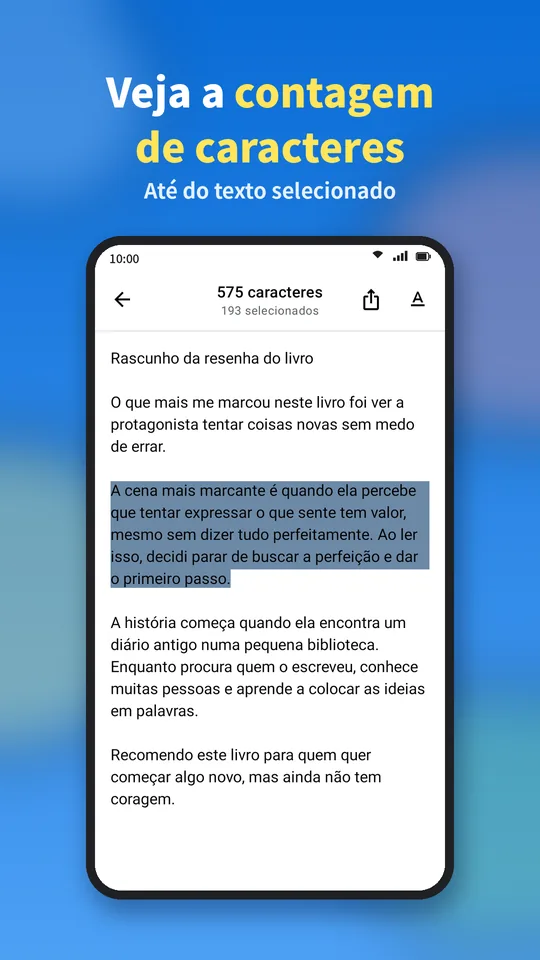 Veja a contagem
de caracteres
Até do texto selecionado
10:00
575 caracteres
193 selecionados
A
Rascunho da resenha do livro
O que mais me marcou neste livro foi ver a
protagonista tentar coisas novas sem medo
de errar.
A cena mais marcante é quando ela percebe
que tentar expressar o que sente tem valor,
mesmo sem dizer tudo perfeitamente. Ao ler
isso, decidi parar de buscar a perfeição e dar
o primeiro passo.
A história começa quando ela encontra um
diário antigo numa pequena biblioteca.
Enquanto procura quem o escreveu, conhece
muitas pessoas e aprende a colocar as ideias
em palavras.
Recomendo este livro para quem quer
começar algo novo, mas ainda não tem
coragem.